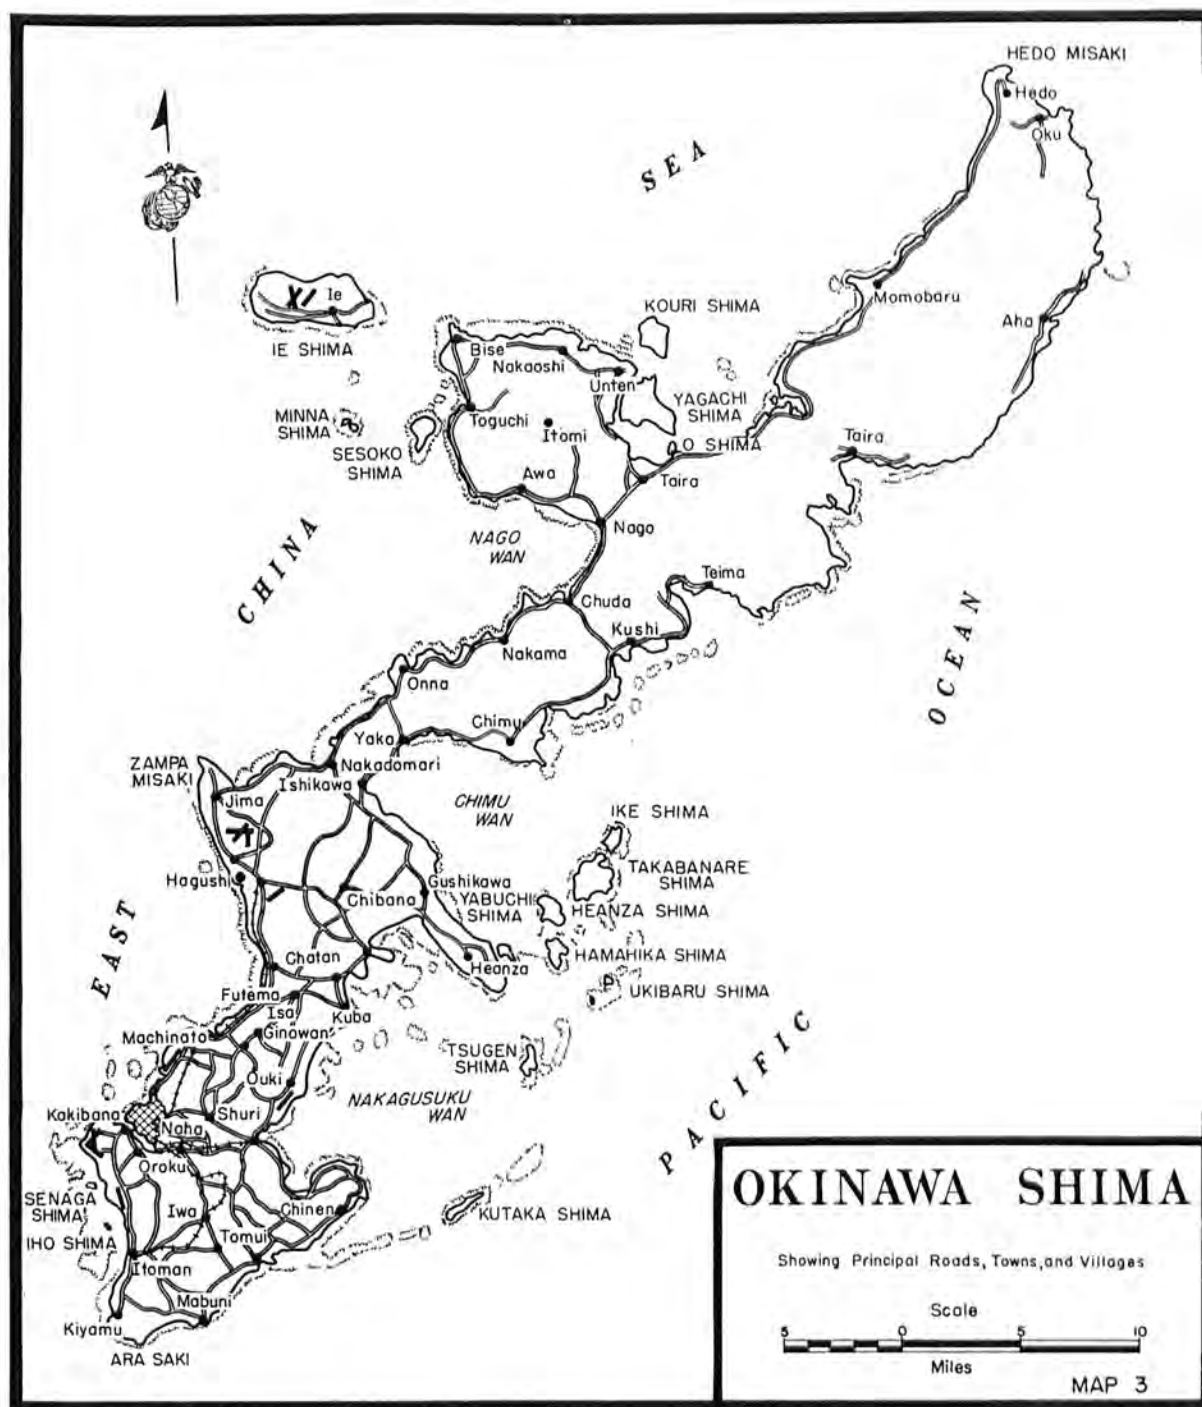 HEDO MISAKI
Hedo
Oku
SEA
Momobaru
Aha
Ie
IE SHIMA
KOURI SHIMA
Bise
Nakaoshi
Unten
YAGACHI
SHIMA
MINNA
SHIMA
SESOKO
SHIMA
Toguchi
Itomi
O SHIMA
Taira
Awa
Taira
Nago
NAGO
WAN
CHINA
Teima
Chuda
Kushi
Nakama
OCEAN
Onna
Chimu
Yaka
ZAMPA
MISAKI
Nakadomari
Ishikawa
Jima
CHIMU
WAN
IKE SHIMA
TAKABANARE
SHIMA
Hagushi
Gushikawa
Chibana
YABUCHI
SHIMA
HEANZA SHIMA
EAST
Chatan
Heanza
HAMAHIKA SHIMA
UKIBARU SHIMA
Futema
Isa
Kuba
Machinato
Ginowan
TSUGEN
SHIMA
PACIFIC
Ouki
NAKAGUSUKU
WAN
Kakibana
Naha
Shuri
Oroku
SENAGA
SHIMA
Iwa
Chinen
KUTAKA SHIMA
IHO SHIMA
Tomui
Itoman
Mabuni
Kiyamu
ARA SAKI
OKINAWA SHIMA
Showing Principal Roads, Towns, and Villages
Scale
5 0 5 10
Miles
MAP 3